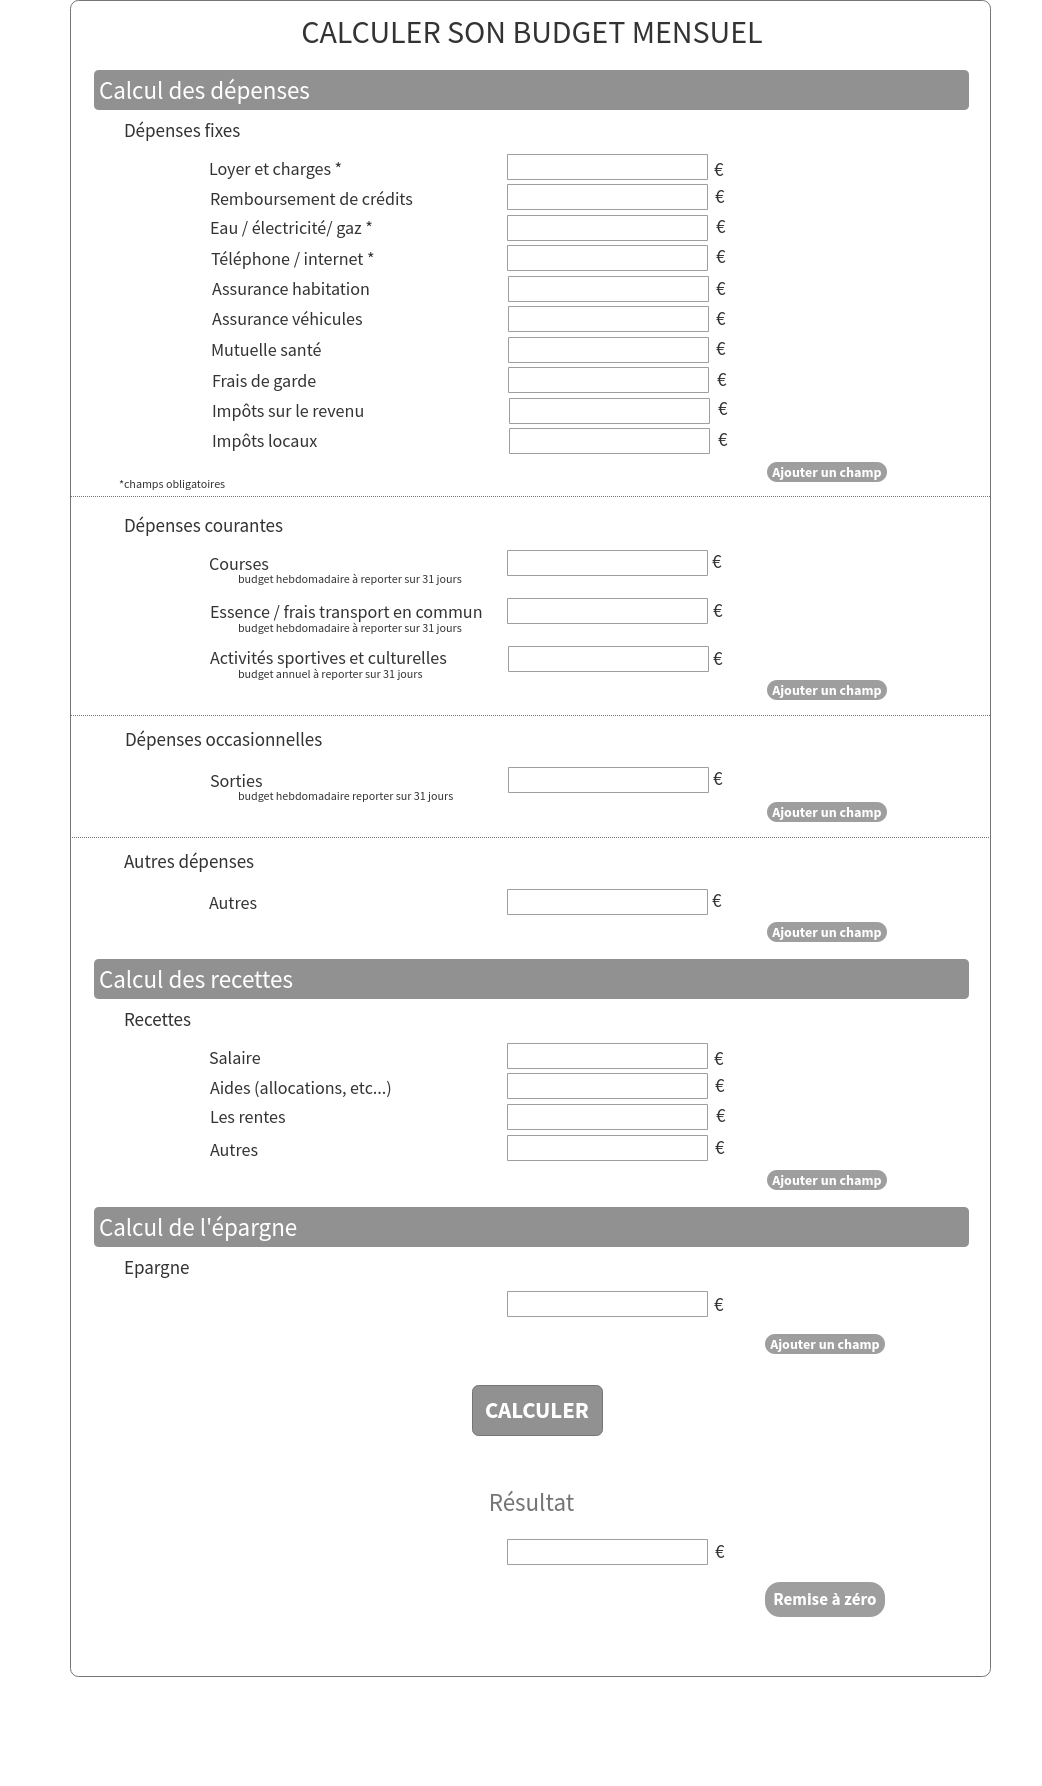 CALCULER SON BUDGET MENSUEL
Calcul des dépenses
Dépenses fixes
Loyer et charges * €
Remboursement de crédits €
Eau / électricité/ gaz * €
Téléphone / internet * €
Assurance habitation €
Assurance véhicules €
Mutuelle santé €
Frais de garde €
Impôts sur le revenu €
Impôts locaux €
Ajouter un champ
*champs obligatoires
Dépenses courantes
Courses €
budget hebdomadaire à reporter sur 31 jours
Essence / frais transport en commun €
budget hebdomadaire à reporter sur 31 jours
Activités sportives et culturelles €
budget annuel à reporter sur 31 jours
Ajouter un champ
Dépenses occasionnelles
Sorties €
budget hebdomadaire reporter sur 31 jours
Ajouter un champ
Autres dépenses
Autres €
Ajouter un champ
Calcul des recettes
Recettes
Salaire €
Aides (allocations, etc...) €
Les rentes €
Autres €
Ajouter un champ
Calcul de l'épargne
Epargne
€
Ajouter un champ
CALCULER
Résultat
€
Remise à zéro